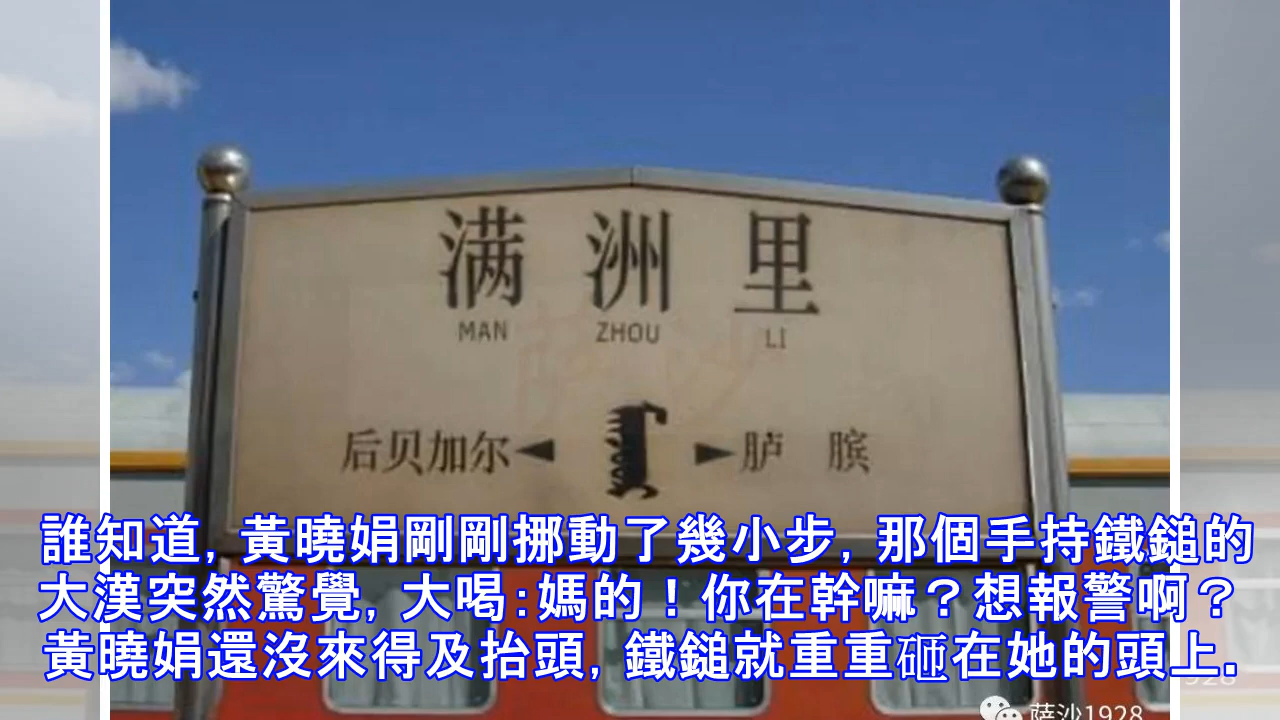 满洲里
MAN ZHOU LI
后贝加尔 胪 膑
誰知道,黃曉娟剛剛挪動了幾小步,那個手持鐵鎚的
大漢突然驚覺,大喝:媽的!你在幹嘛?想報警啊?
黃曉娟還沒來得及抬頭,鐵鎚就重重砸在她的頭上.
萨沙1928